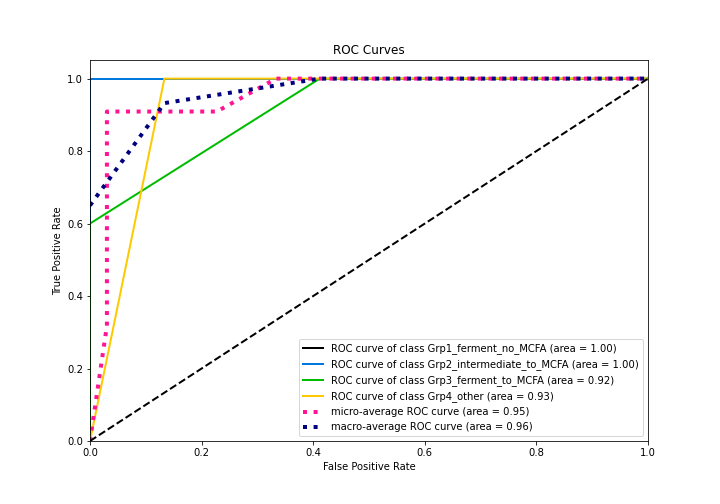 ROC Curves
True Positive Rate
1.0
0.8
0.6
0.4
0.2
0.0
0.0 0.2 0.4 0.6 0.8 1.0
False Positive Rate
ROC curve of class Grp1_ferment_no_MCFA (area = 1.00)
ROC curve of class Grp2_intermediate_to_MCFA (area = 1.00)
ROC curve of class Grp3_ferment_to_MCFA (area = 0.92)
ROC curve of class Grp4_other (area = 0.93)
micro-average ROC curve (area = 0.95)
macro-average ROC curve (area = 0.96)